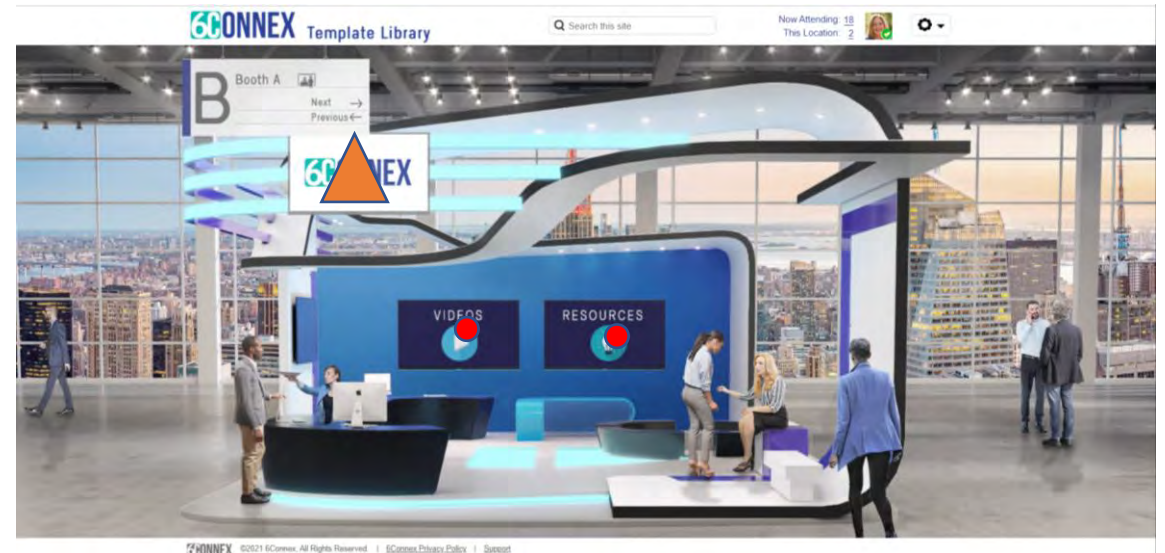 6CONNEX Template Library
Search this site
Now Attending: 18
This Location: 2
B
Booth A
Next →
Previous ←
VIDEOS
RESOURCES
6CONNEX ©2021 6Connex, All Rights Reserved | 6Connex Privacy Policy | Support